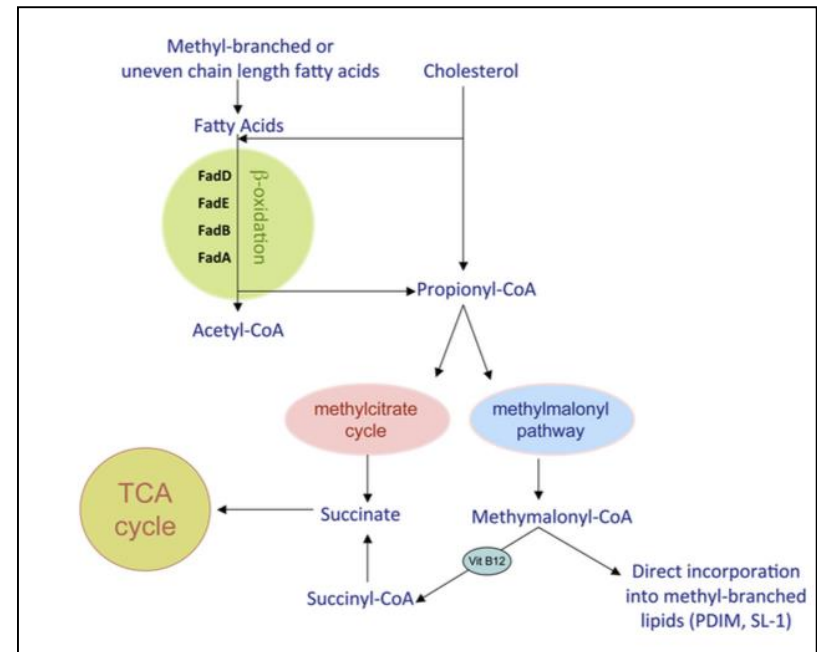 Methyl-branched or
uneven chain length fatty acids
Cholesterol
Fatty Acids
FadD
FadE
FadB
FadA
β-oxidation
Propionyl-CoA
Acetyl-CoA
methylcitrate
cycle
methylmalonyl
pathway
TCA
cycle
Succinate
Methymalonyl-CoA
Vit B12
Succinyl-CoA
Direct incorporation
into methyl-branched
lipids (PDIM, SL-1)